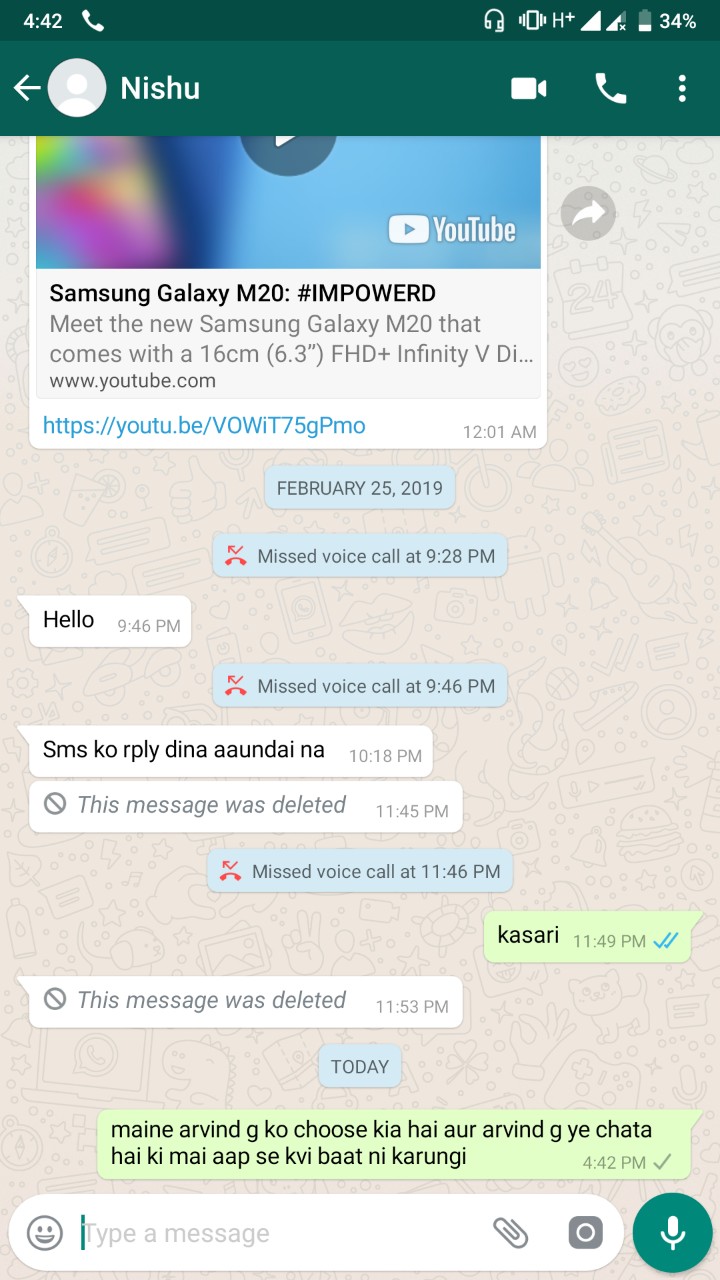 4:42 H+ 34%
Nishu
YouTube
Samsung Galaxy M20: #IMPOWERD
Meet the new Samsung Galaxy M20 that
comes with a 16cm (6.3”) FHD+ Infinity V Di...
www.youtube.com
https://youtu.be/VOWiT75gPmo 12:01 AM
FEBRUARY 25, 2019
Missed voice call at 9:28 PM
Hello 9:46 PM
Missed voice call at 9:46 PM
Sms ko rply dina aaundai na 10:18 PM
This message was deleted 11:45 PM
Missed voice call at 11:46 PM
kasari 11:49 PM
This message was deleted 11:53 PM
TODAY
maine arvind g ko choose kia hai aur arvind g ye chata
hai ki mai aap se kvi baat ni karungi 4:42 PM
Type a message